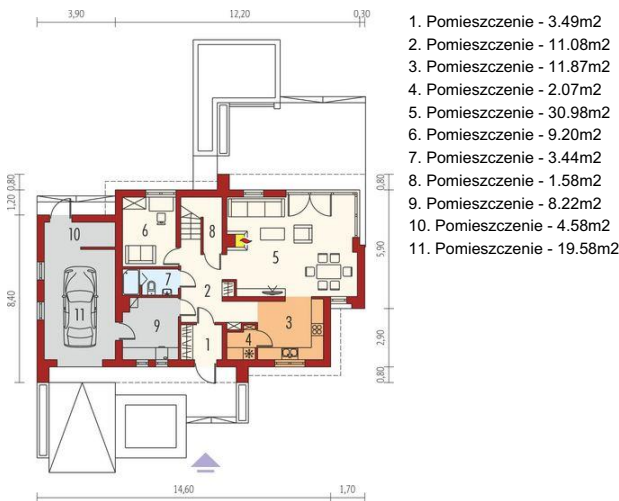 3,90 12,20 0,30
1. Pomieszczenie - 3.49m2
2. Pomieszczenie - 11.08m2
3. Pomieszczenie - 11.87m2
4. Pomieszczenie - 2.07m2
5. Pomieszczenie - 30.98m2
6. Pomieszczenie - 9.20m2
7. Pomieszczenie - 3.44m2
8. Pomieszczenie - 1.58m2
9. Pomieszczenie - 8.22m2
10. Pomieszczenie - 4.58m2
11. Pomieszczenie - 19.58m2
0,80
1,20
8,40
0,80
5,90
2,90
0,80
10
6
8
5
7
2
11
9
1
4
3
14,60 1,70